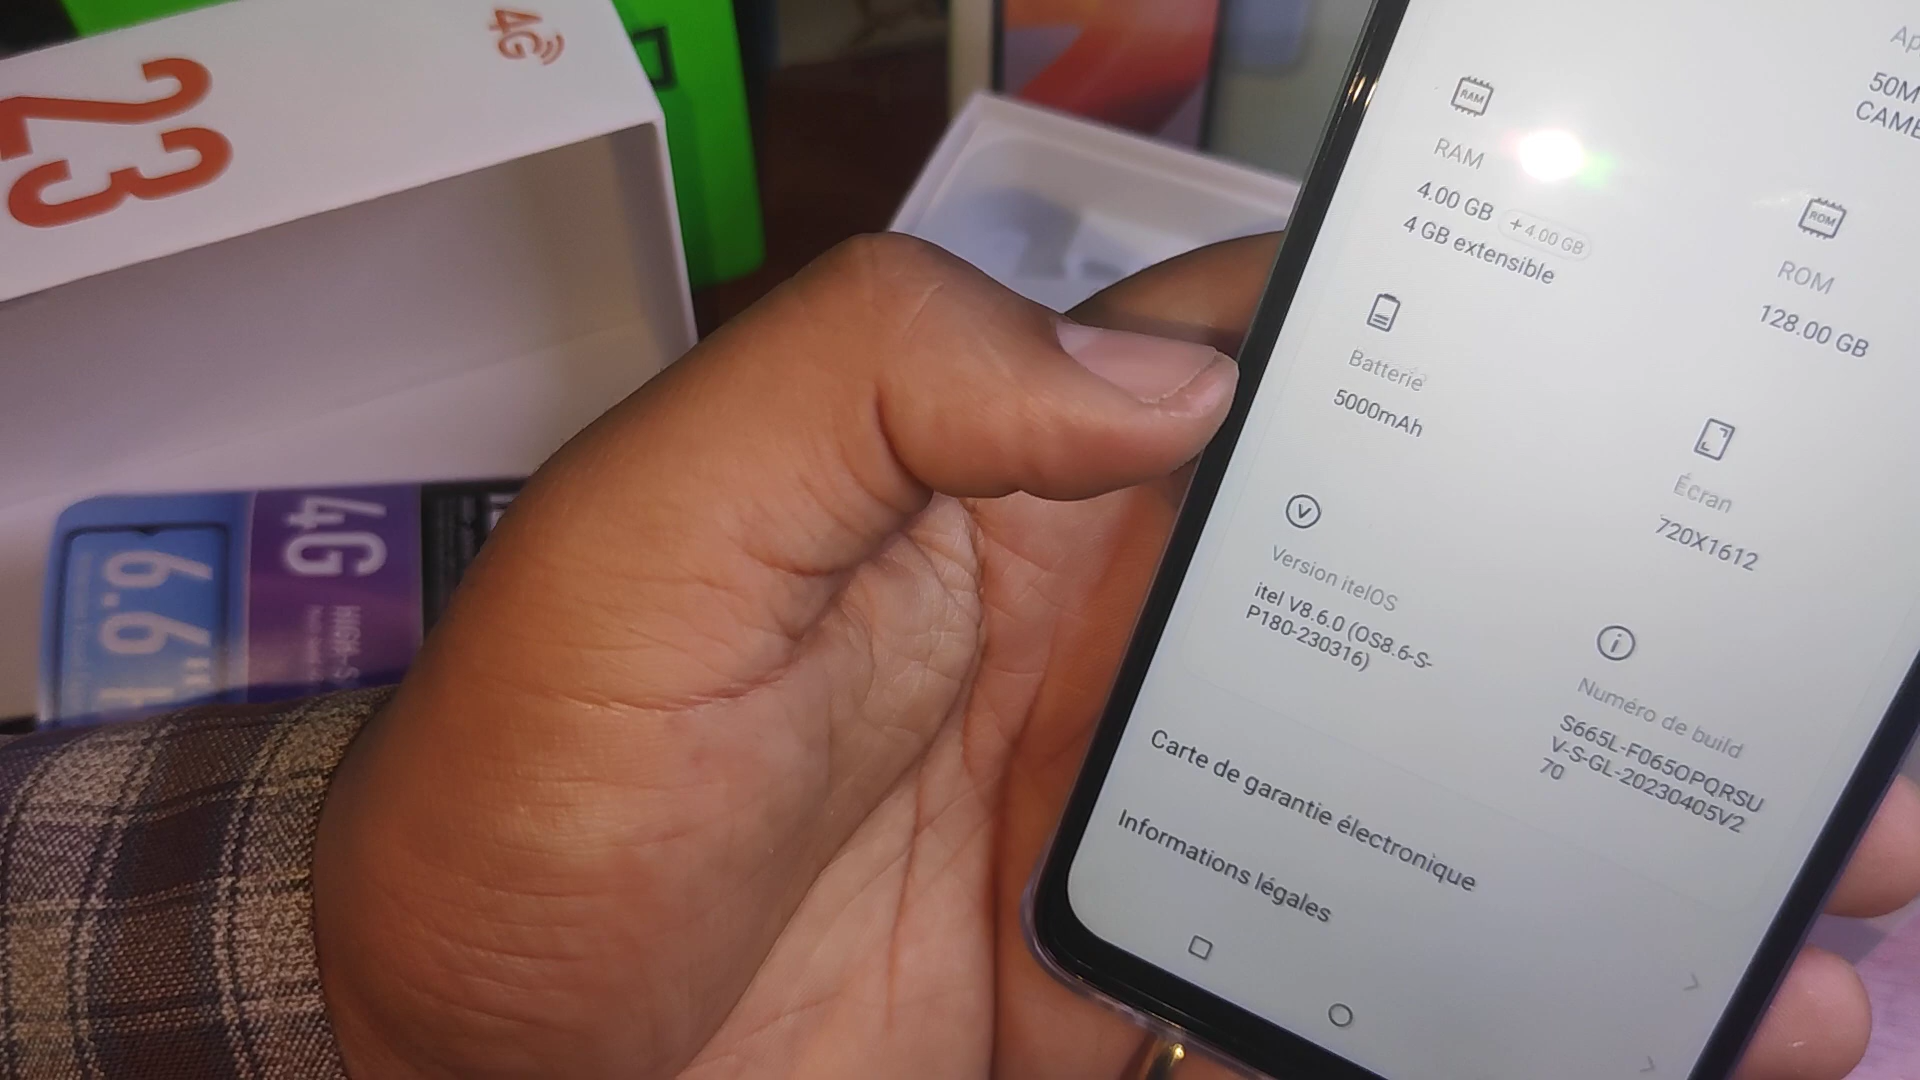 23
4G
4G
6.6"
RAM
RAM
4.00 GB +4.00 GB
4 GB extensible
50M
CAME
ROM
ROM
128.00 GB
Batterie
5000mAh
Écran
720X1612
Version itelOS
itel V8.6.0 (OS8.6-S-
P180-230316)
Numéro de build
S665L-F065OPQRSU
V-S-GL-20230405V2
70
Carte de garantie électronique
Informations légales